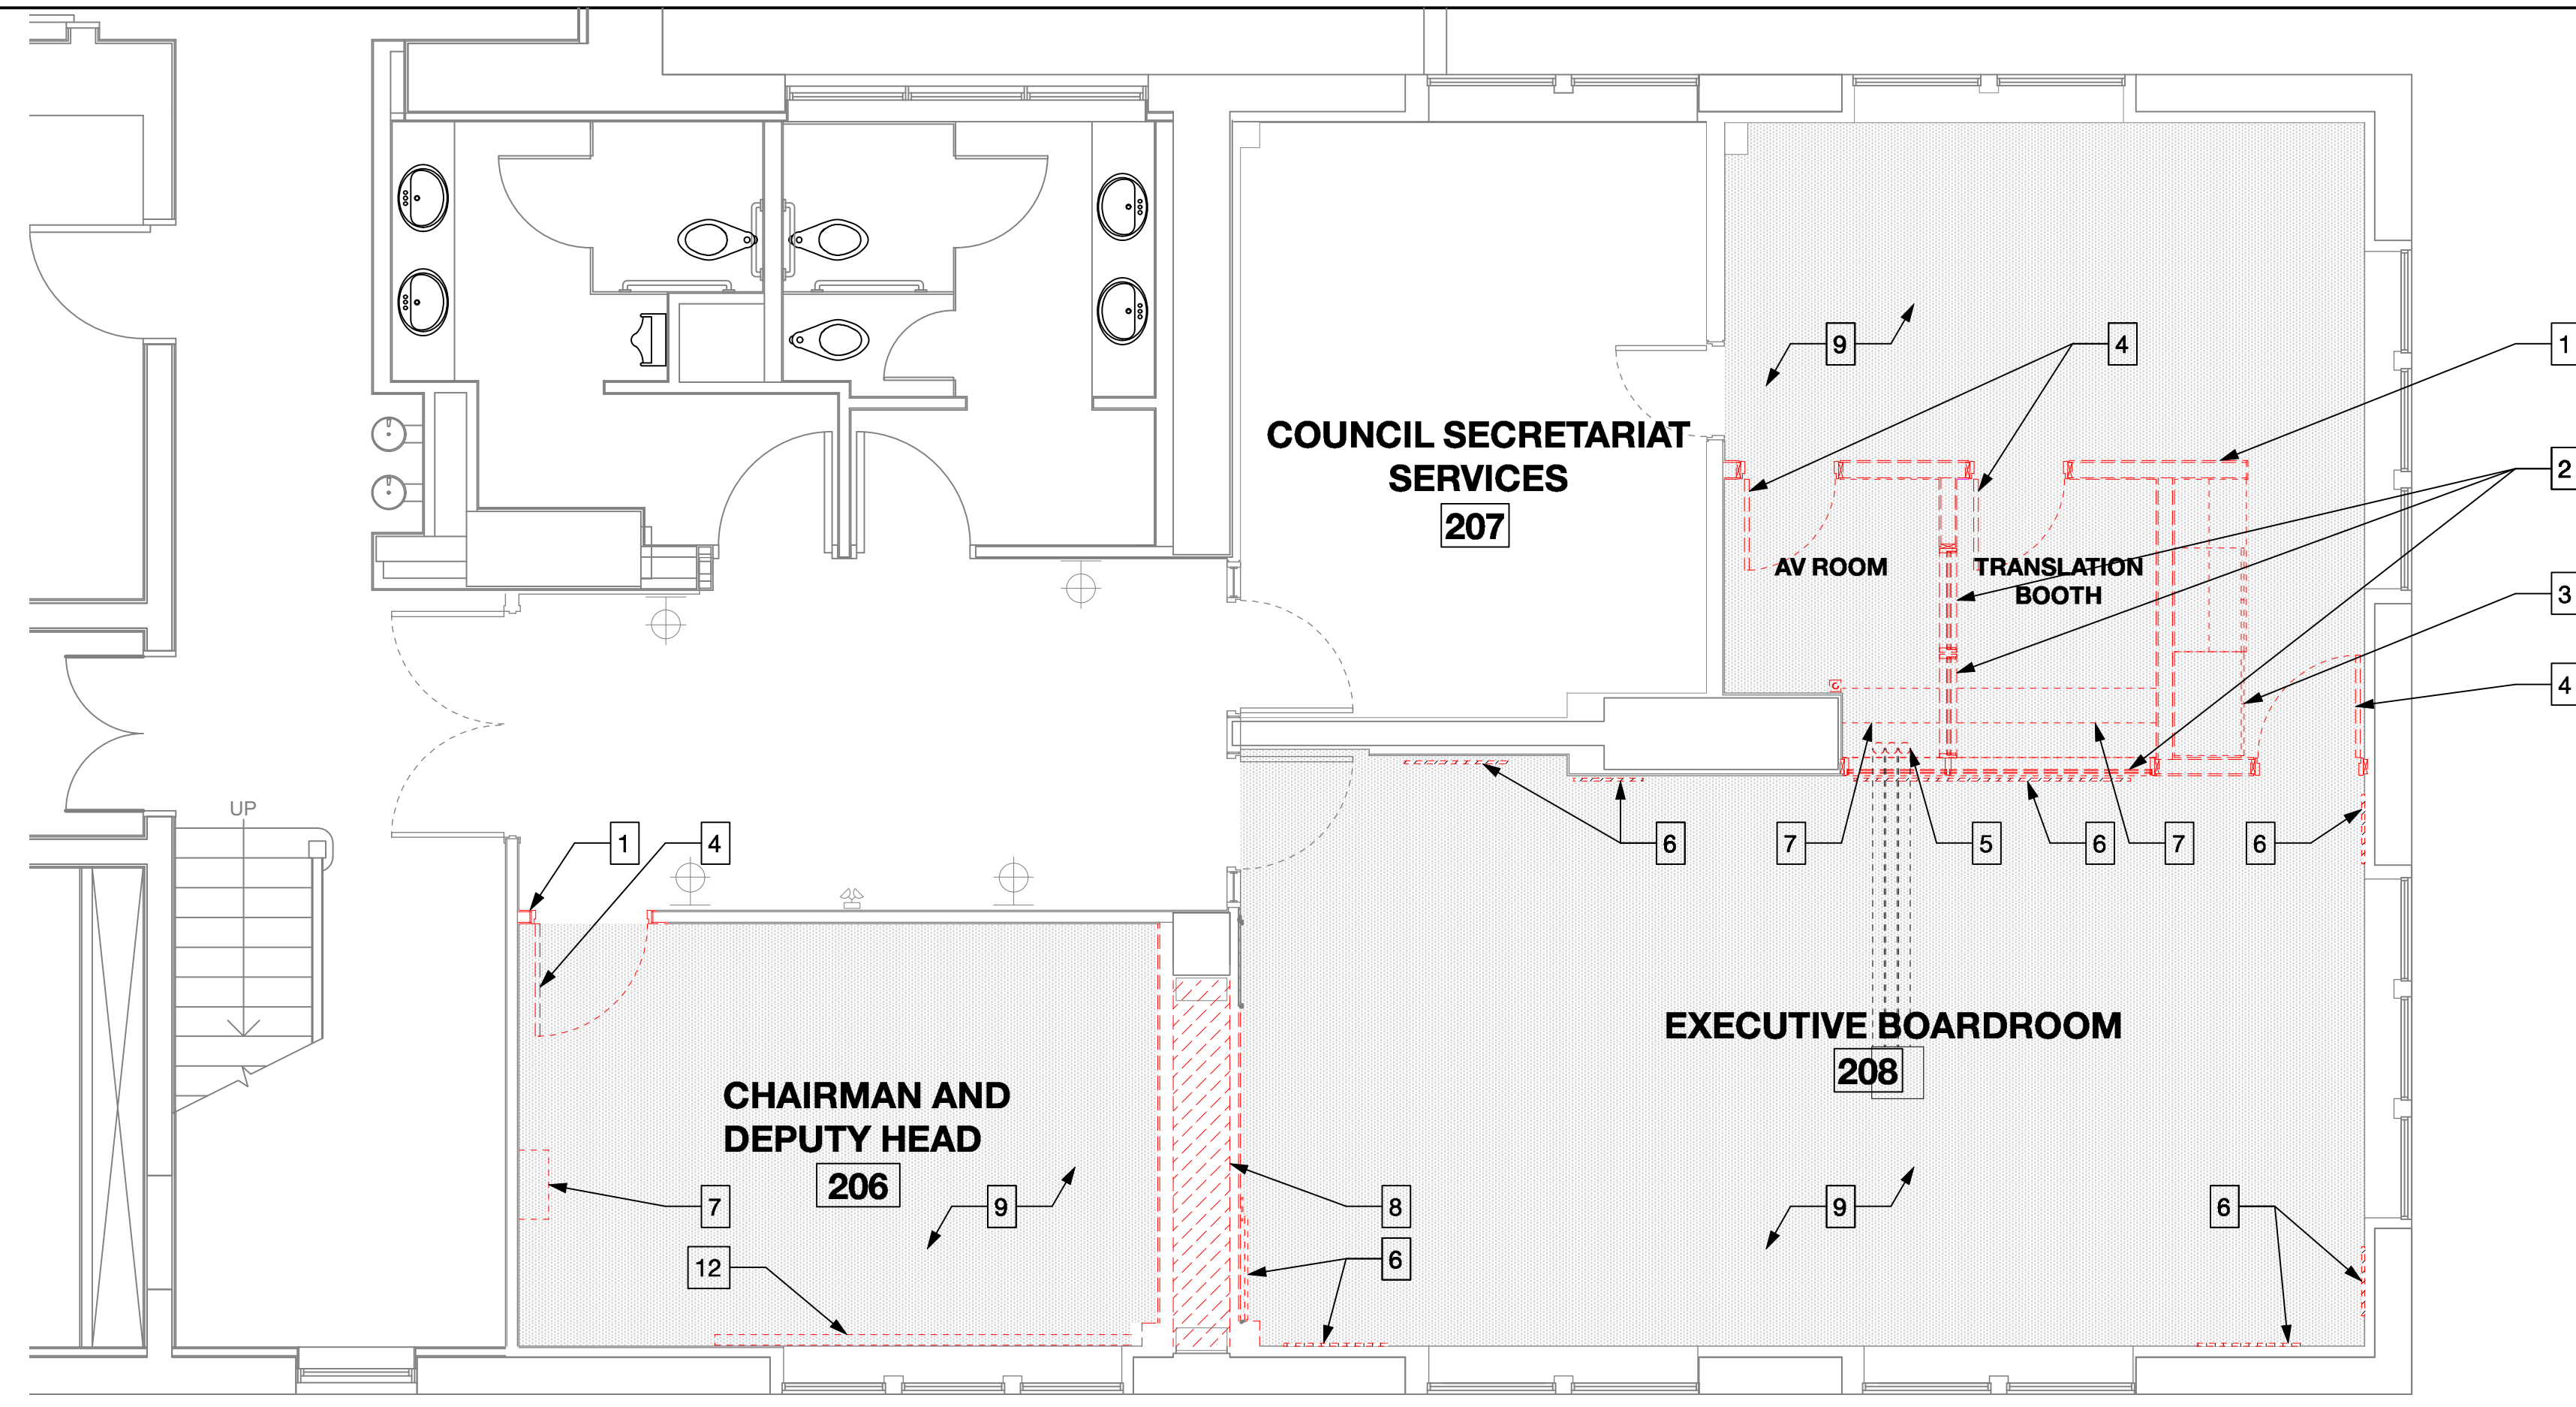 9
4
1
COUNCIL SECRETARIAT
SERVICES
207
2
AV ROOM
TRANSLATION
BOOTH
3
4
UP
1
4
6
7
5
6
7
6
EXECUTIVE BOARDROOM
208
CHAIRMAN AND
DEPUTY HEAD
206
7
9
8
9
6
12
6